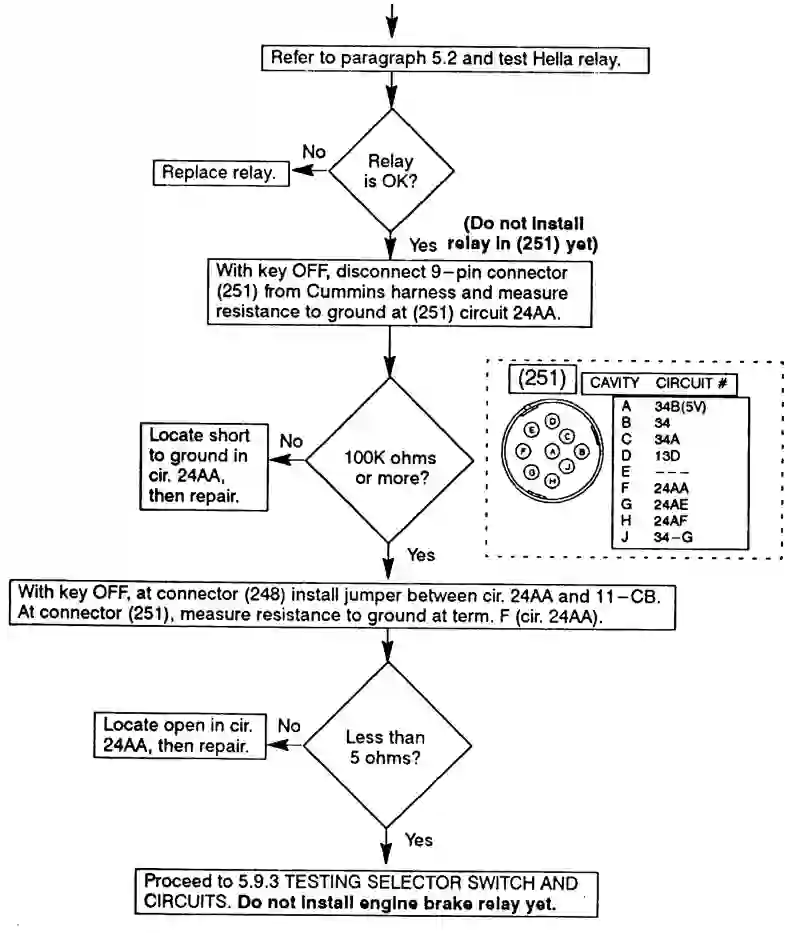 Refer to paragraph 5.2 and test Hella relay.
No
Relay
is OK?
Replace relay.
(Do not install
Yes relay in (251) yet)
With key OFF, disconnect 9-pin connector
(251) from Cummins harness and measure
resistance to ground at (251) circuit 24AA.
(251) CAVITY CIRCUIT #
A 34B(5V)
B 34
C 34A
D 13D
E ---
F 24AA
G 24AE
H 24AF
J 34-G
D
E C
F A B
G J
H
Locate short
to ground in
cir. 24AA,
then repair.
No
100K ohms
or more?
Yes
With key OFF, at connector (248) install jumper between cir. 24AA and 11-CB.
At connector (251), measure resistance to ground at term. F (cir. 24AA).
Locate open in cir.
24AA, then repair.
No
Less than
5 ohms?
Yes
Proceed to 5.9.3 TESTING SELECTOR SWITCH AND
CIRCUITS. Do not install engine brake relay yet.